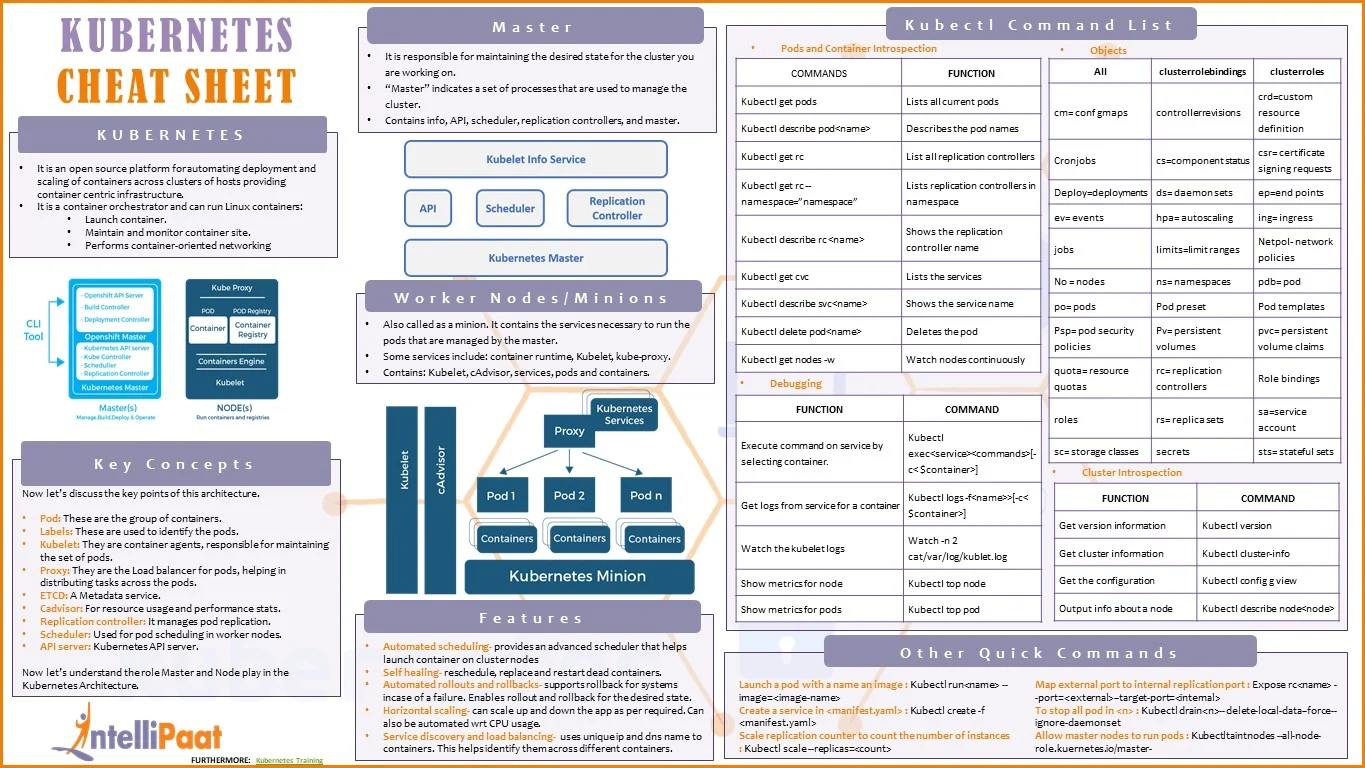 KUBERNETES
CHEAT SHEET
KUBERNETES
• It is an open source platform for automating deployment and
scaling of containers across clusters of hosts providing
container centric infrastructure.
• It is a container orchestrator and can run Linux containers:
• Launch container.
• Maintain and monitor container site.
• Performs container-oriented networking
CLI
Tool
- Openshift API Server
- Build Controller
- Deployment Controller
Openshift Master
- Kubernetes API server
- Kube Controller
- Scheduller
- Replication Controller
Kubernetes Master
Master(s)
Manage,Build,Deploy & Operate
Kube Proxy
POD
POD Registry
Container
Container
Registry
Containers Engine
Kubelet
NODE(s)
Run containers and registries
Key Concepts
Now let's discuss the key points of this architecture.
• Pod: These are the group of containers.
• Labels: These are used to identify the pods.
• Kubelet: They are container agents, responsible for maintaining
the set of pods.
• Proxy: They are the Load balancer for pods, helping in
distributing tasks across the pods.
• ETCD: A Metadata service.
• Cadvisor: For resource usage and performance stats.
• Replication controller: It manages pod replication.
• Scheduler: Used for pod scheduling in worker nodes.
• API server: Kubernetes API server.
Now let's understand the role Master and Node play in the
Kubernetes Architecture.
IntelliPaat
FURTHERMORE: Kubernetes Training
Master
• It is responsible for maintaining the desired state for the cluster you
are working on.
• “Master” indicates a set of processes that are used to manage the
cluster.
• Contains info, API, scheduler, replication controllers, and master.
Kubelet Info Service
API
Scheduler
Replication
Controller
Kubernetes Master
Worker Nodes/Minions
• Also called as a minion. It contains the services necessary to run the
pods that are managed by the master.
• Some services include: container runtime, Kubelet, kube-proxy.
• Contains: Kubelet, cAdvisor, services, pods and containers.
Kubelet
cAdvisor
Kubernetes
Services
Proxy
Pod 1
Pod 2
Pod n
Containers
Containers
Containers
Kubernetes Minion
Features
• Automated scheduling- provides an advanced scheduler that helps
launch container on cluster nodes
• Self healing- reschedule, replace and restart dead containers.
• Automated rollouts and rollbacks- supports rollback for systems
incase of a failure. Enables rollout and rollback for the desired state.
• Horizontal scaling- can scale up and down the app as per required. Can
also be automated wrt CPU usage.
• Service discovery and load balancing- uses unique ip and dns name to
containers. This helps identify them across different containers.
Kubectl Command List
• Pods and Container Introspection
COMMANDS FUNCTION
Kubectl get pods Lists all current pods
Kubectl describe pod<name> Describes the pod names
Kubectl get rc List all replication controllers
Kubectl get rc --
namespace=”namespace”
Lists replication controllers in
namespace
Kubectl describe rc <name>
Shows the replication
controller name
Kubectl get cvc Lists the services
Kubectl describe svc<name> Shows the service name
Kubectl delete pod<name> Deletes the pod
Kubectl get nodes -w Watch nodes continuously
• Debugging
FUNCTION COMMAND
Execute command on service by
selecting container.
Kubectl
exec<service><commands>[-
c< $container>]
Get logs from service for a container
Kubectl logs -f<name>>[-c<
$container>]
Watch the kubelet logs
Watch -n 2
cat/var/log/kublet.log
Show metrics for node Kubectl top node
Show metrics for pods Kubectl top pod
• Objects
All clusterrolebindings clusterroles
cm= conf gmaps controllerrevisions
crd=custom
resource
definition
Cronjobs cs=component status
csr= certificate
signing requests
Deploy=deployments ds= daemon sets ep=end points
ev= events hpa= autoscaling ing= ingress
jobs limits=limit ranges
Netpol- network
policies
No = nodes ns= namespaces pdb= pod
po= pods Pod preset Pod templates
Psp= pod security
policies
Pv= persistent
volumes
pvc= persistent
volume claims
quota= resource
quotas
rc= replication
controllers
Role bindings
roles rs= replica sets
sa=service
account
sc= storage classes secrets sts= stateful sets
• Cluster Introspection
FUNCTION COMMAND
Get version information Kubectl version
Get cluster information Kubectl cluster-info
Get the configuration Kubectl config g view
Output info about a node Kubectl describe node<node>
Other Quick Commands
Launch a pod with a name an image : Kubectl run<name> --
image=<image-name>
Create a service in <manifest.yaml> : Kubectl create -f
<manifest.yaml>
Scale replication counter to count the number of instances
: Kubectl scale --replicas=<count>
Map external port to internal replication port : Expose rc<name> -
-port=<external>--target-port=<internal>
To stop all pod in <n> : Kubectl drain<n>-- delete-local-data--force--
ignore-daemonset
Allow master nodes to run pods : Kubectltaintnodes --all-node-
role.kuernetes.io/master-